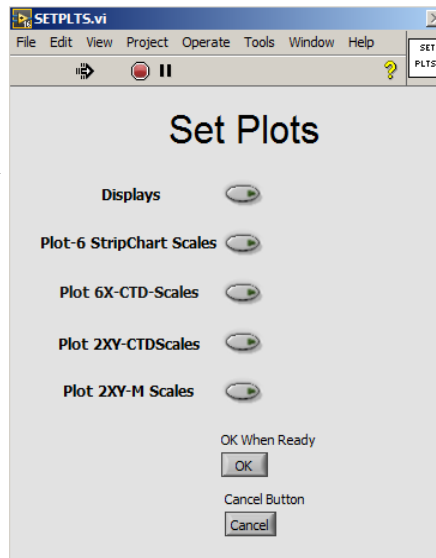 SETPLTS.vi
File Edit View Project Operate Tools Window Help
SET
PLTS
Set Plots
Displays
Plot-6 StripChart Scales
Plot 6X-CTD-Scales
Plot 2XY-CTDScales
Plot 2XY-M Scales
OK When Ready
OK
Cancel Button
Cancel